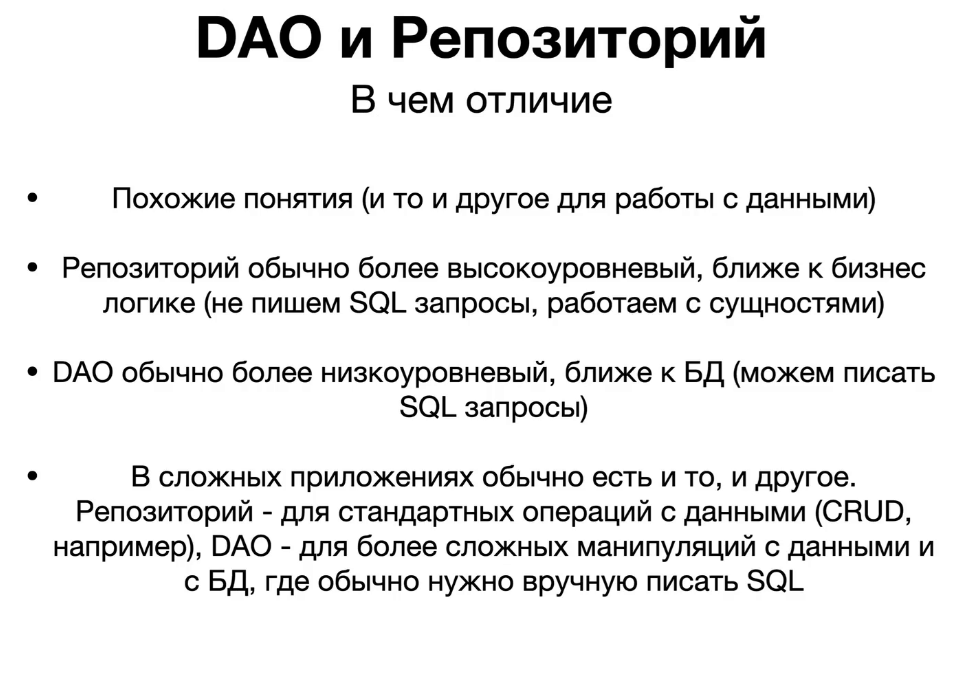 DAO и Репозиторий
В чем отличие
• Похожие понятия (и то и другое для работы с данными)
• Репозиторий обычно более высокоуровневый, ближе к бизнес
логике (не пишем SQL запросы, работаем с сущностями)
• DAO обычно более низкоуровневый, ближе к БД (можем писать
SQL запросы)
• В сложных приложениях обычно есть и то, и другое.
Репозиторий - для стандартных операций с данными (CRUD,
например), DAO - для более сложных манипуляций с данными и
с БД, где обычно нужно вручную писать SQL